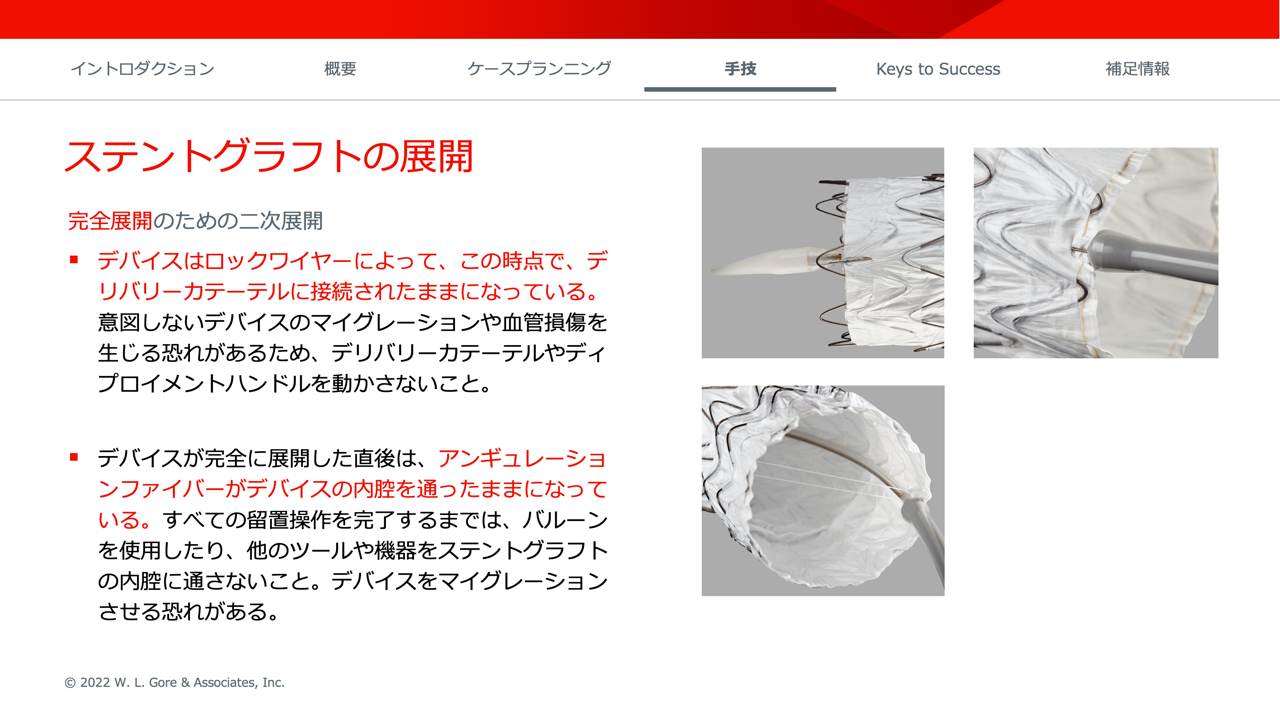 イントロダクション
概要
ケースプランニング
手技
Keys to Success
補足情報
ステントグラフトの展開
完全展開のための二次展開
デバイスはロックワイヤーによって、この時点で、デ
リバリーカテーテルに接続されたままになっている。
意図しないデバイスのマイグレーションや血管損傷を
生じる恐れがあるため、デリバリーカテーテルやディ
プロイメントハンドルを動かさないこと。
デバイスが完全に展開した直後は、アンギュレーショ
ンファイバーがデバイスの内腔を通ったままになって
いる。すべての留置操作を完了するまでは、バルーン
を使用したり、他のツールや機器をステントグラフト
の内腔に通さないこと。デバイスをマイグレーション
させる恐れがある。
© 2022 W. L. Gore & Associates, Inc.